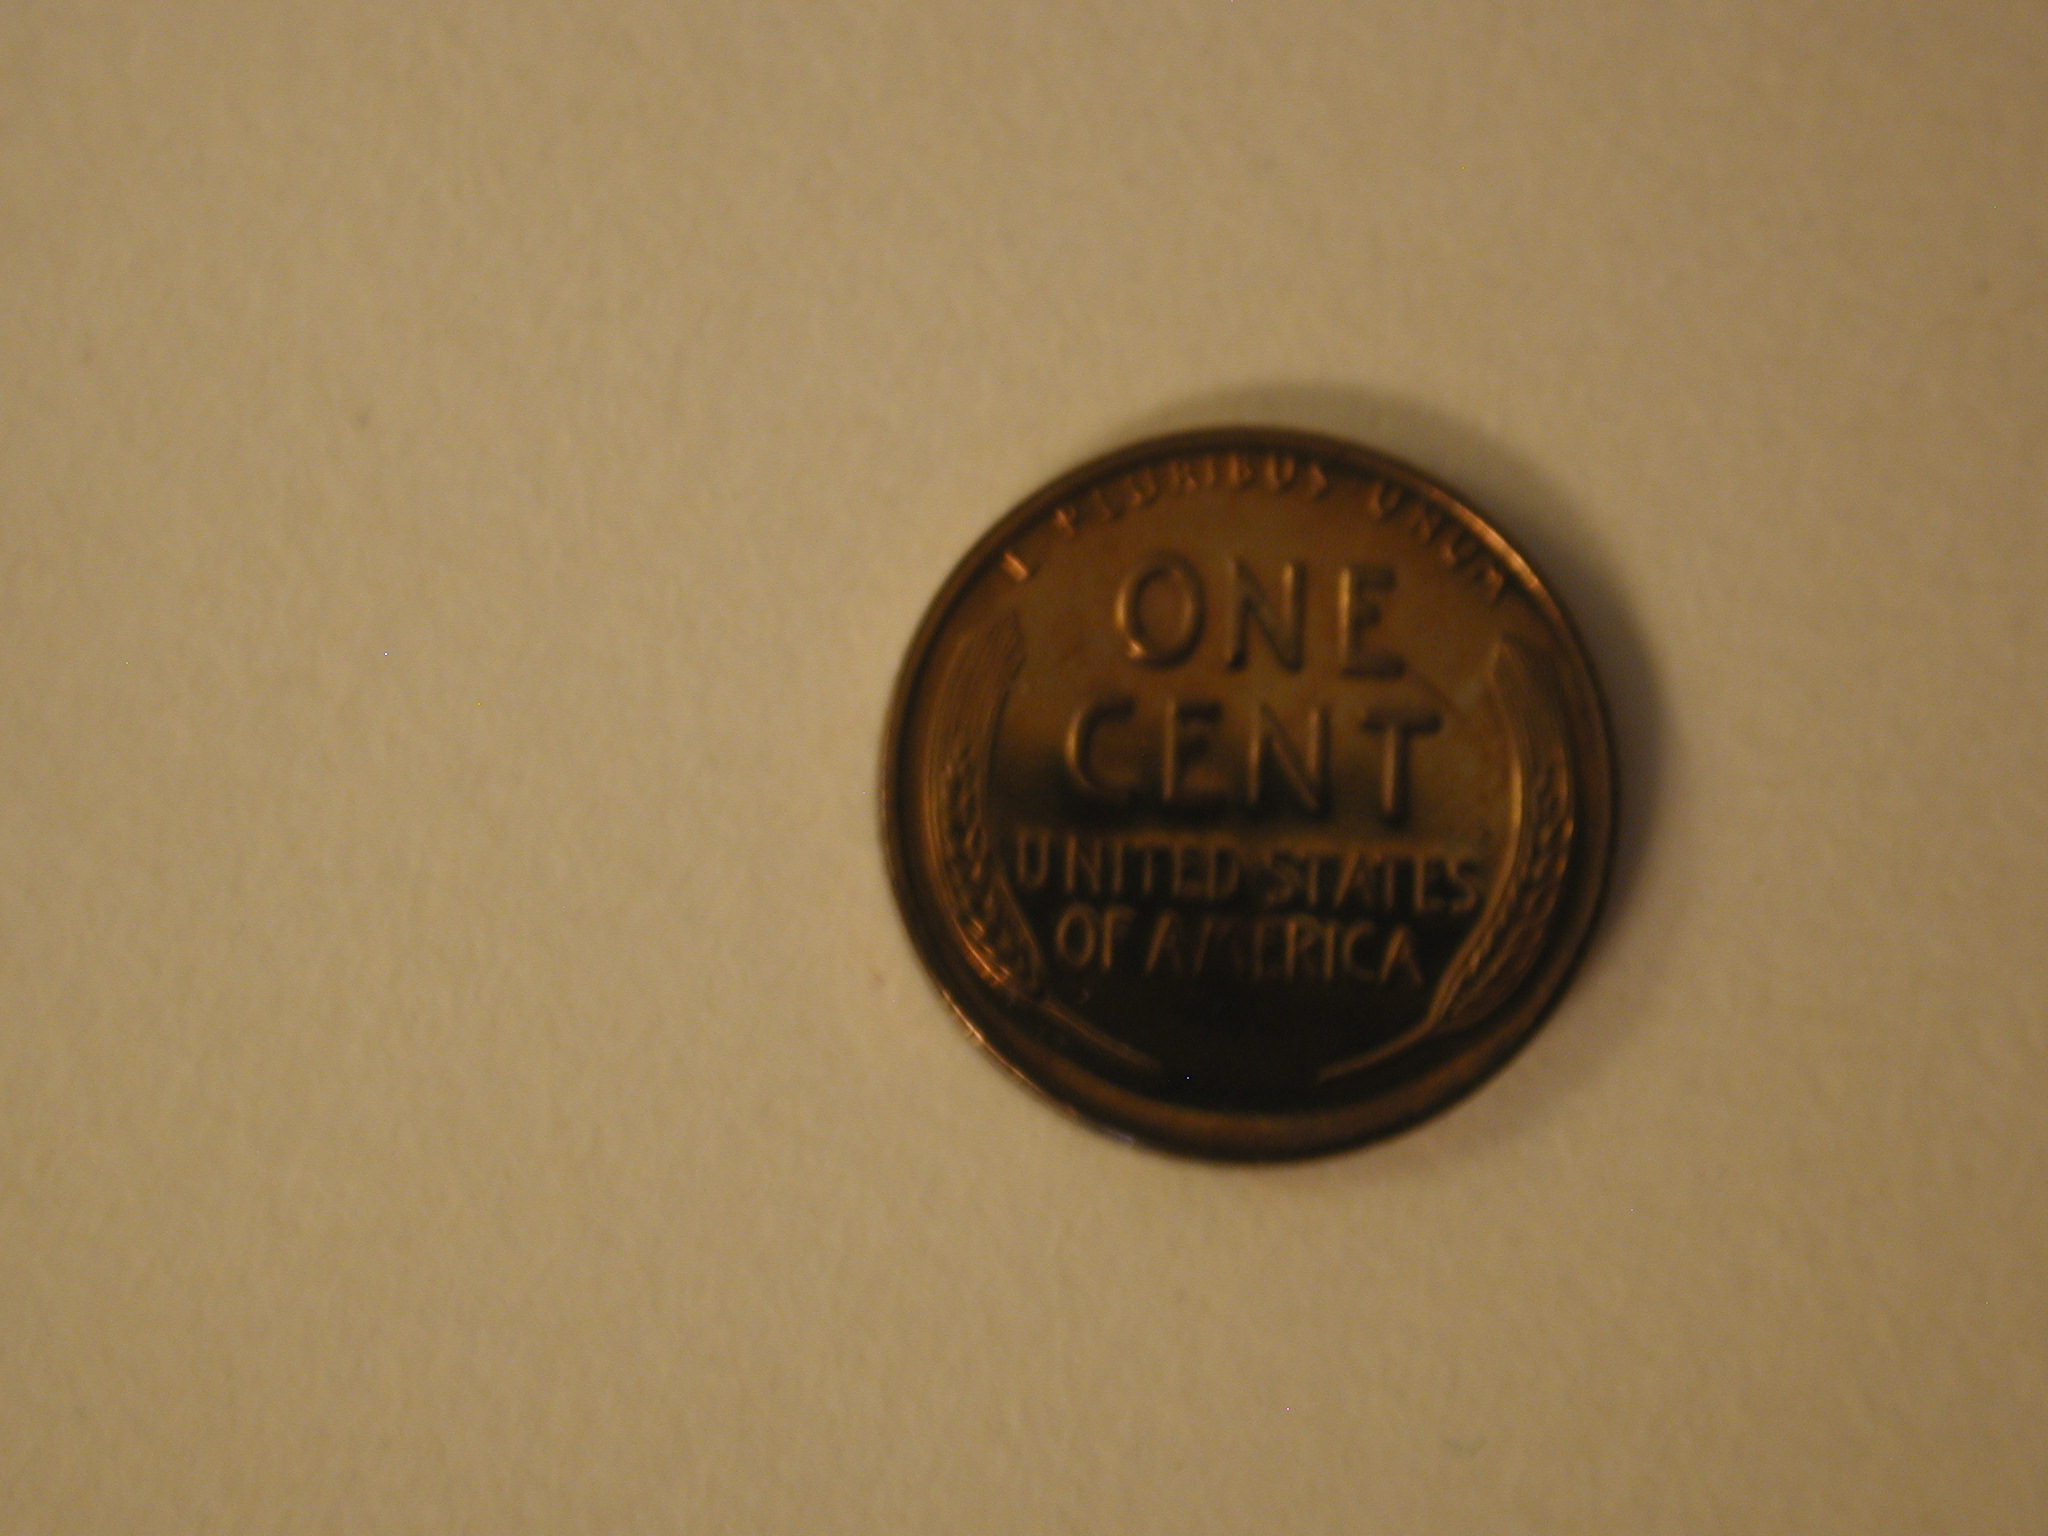 E PLURIBUS UNUM
ONE
CENT
UNITED STATES
OF AMERICA